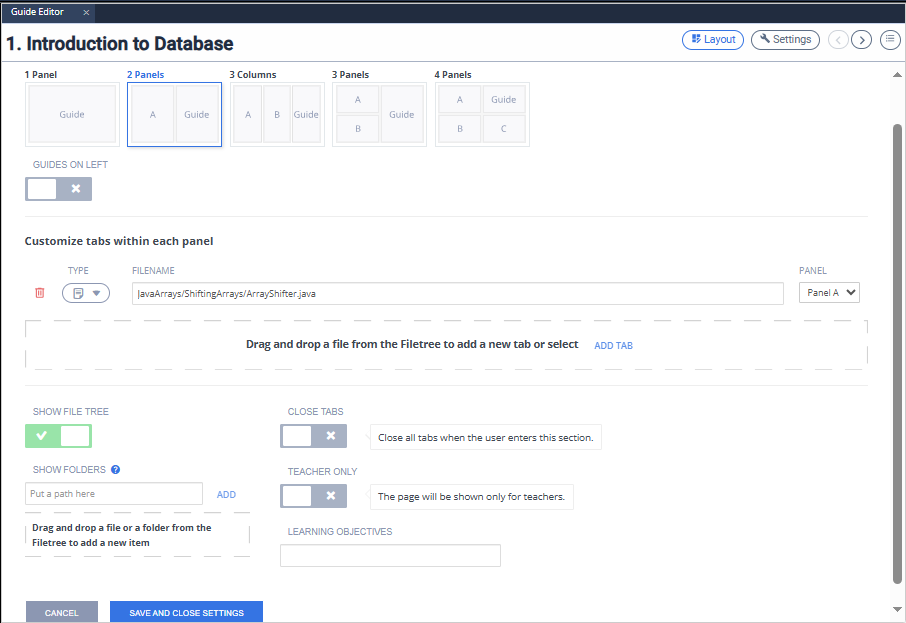 Guide Editor ×
1. Introduction to Database
Layout
Settings
1 Panel
2 Panels
3 Columns
3 Panels
4 Panels
Guide
A Guide
A B Guide
A Guide
B
A Guide
B C
GUIDES ON LEFT
Customize tabs within each panel
TYPE FILENAME PANEL
JavaArrays/ShiftingArrays/ArrayShifter.java
Panel A
Drag and drop a file from the Filetree to add a new tab or select ADD TAB
SHOW FILE TREE
CLOSE TABS
Close all tabs when the user enters this section.
SHOW FOLDERS ?
Put a path here ADD
TEACHER ONLY
The page will be shown only for teachers.
Drag and drop a file or a folder from the
Filetree to add a new item
LEARNING OBJECTIVES
CANCEL
SAVE AND CLOSE SETTINGS